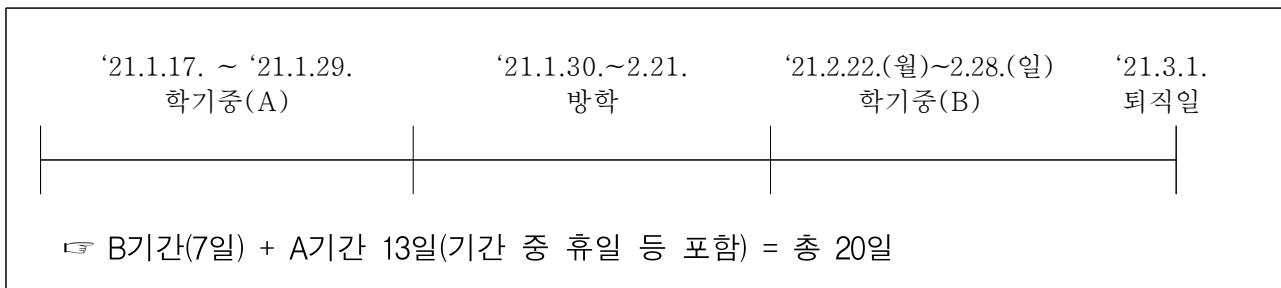 ‘21.1.17. ~ ‘21.1.29. ‘21.1.30.~2.21. ‘21.2.22.(월)~2.28.(일) ‘21.3.1.
학기중(A) 방학 학기중(B) 퇴직일
☞ B기간(7일) + A기간 13일(기간 중 휴일 등 포함) = 총 20일